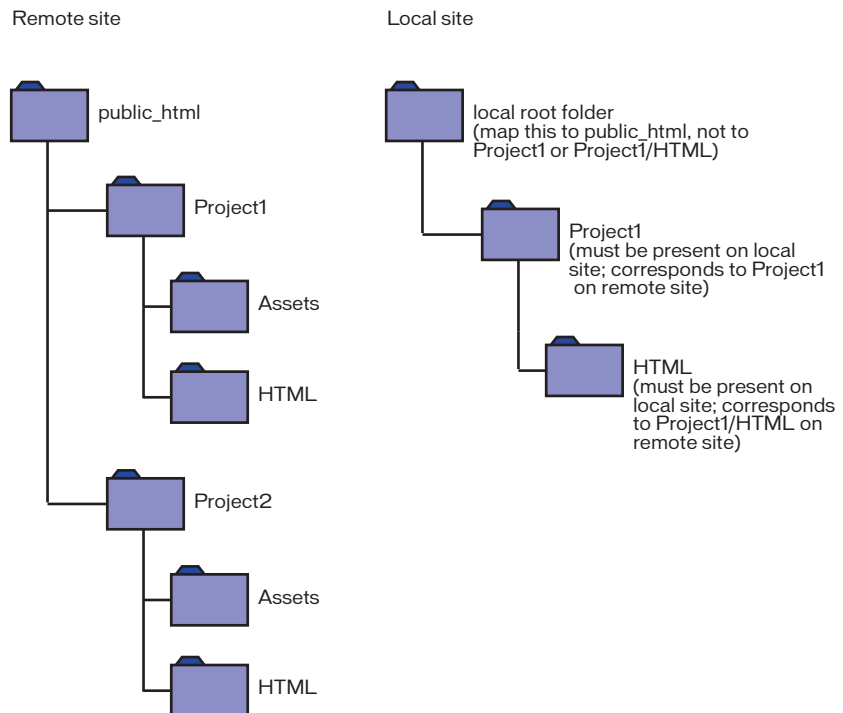 Remote site
public_html
Project1
Assets
HTML
Project2
Assets
HTML
Local site
local root folder
(map this to public_html, not to
Project1 or Project1/HTML)
Project1
(must be present on local
site; corresponds to Project1
on remote site)
HTML
(must be present on
local site; corresponds
to Project1/HTML on
remote site)